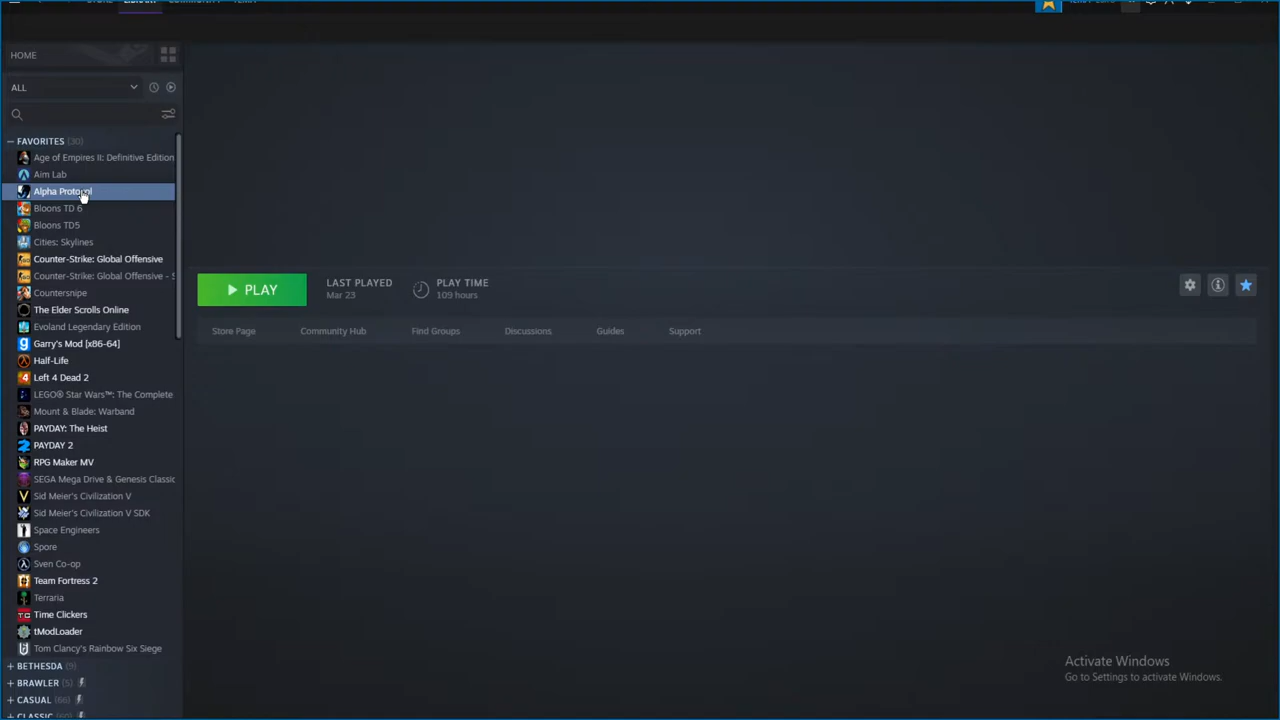 HOME
ALL
FAVORITES (30)
Age of Empires II: Definitive Edition
Aim Lab
Alpha Protocol
Bloons TD 6
Bloons TD5
Cities: Skylines
Counter-Strike: Global Offensive
Counter-Strike: Global Offensive - S
Countersnipe
The Elder Scrolls Online
Evoland Legendary Edition
Garry's Mod [x86-64]
Half-Life
Left 4 Dead 2
LEGO® Star Wars™: The Complete
Mount & Blade: Warband
PAYDAY: The Heist
PAYDAY 2
RPG Maker MV
SEGA Mega Drive & Genesis Classic
Sid Meier's Civilization V
Sid Meier's Civilization V SDK
Space Engineers
Spore
Sven Co-op
Team Fortress 2
Terraria
Time Clickers
tModLoader
Tom Clancy's Rainbow Six Siege
BETHESDA (9)
BRAWLER (5)
CASUAL (66)
CLASSIC
PLAY
LAST PLAYED
Mar 23
PLAY TIME
109 hours
Store Page
Community Hub
Find Groups
Discussions
Guides
Support
Activate Windows
Go to Settings to activate Windows.